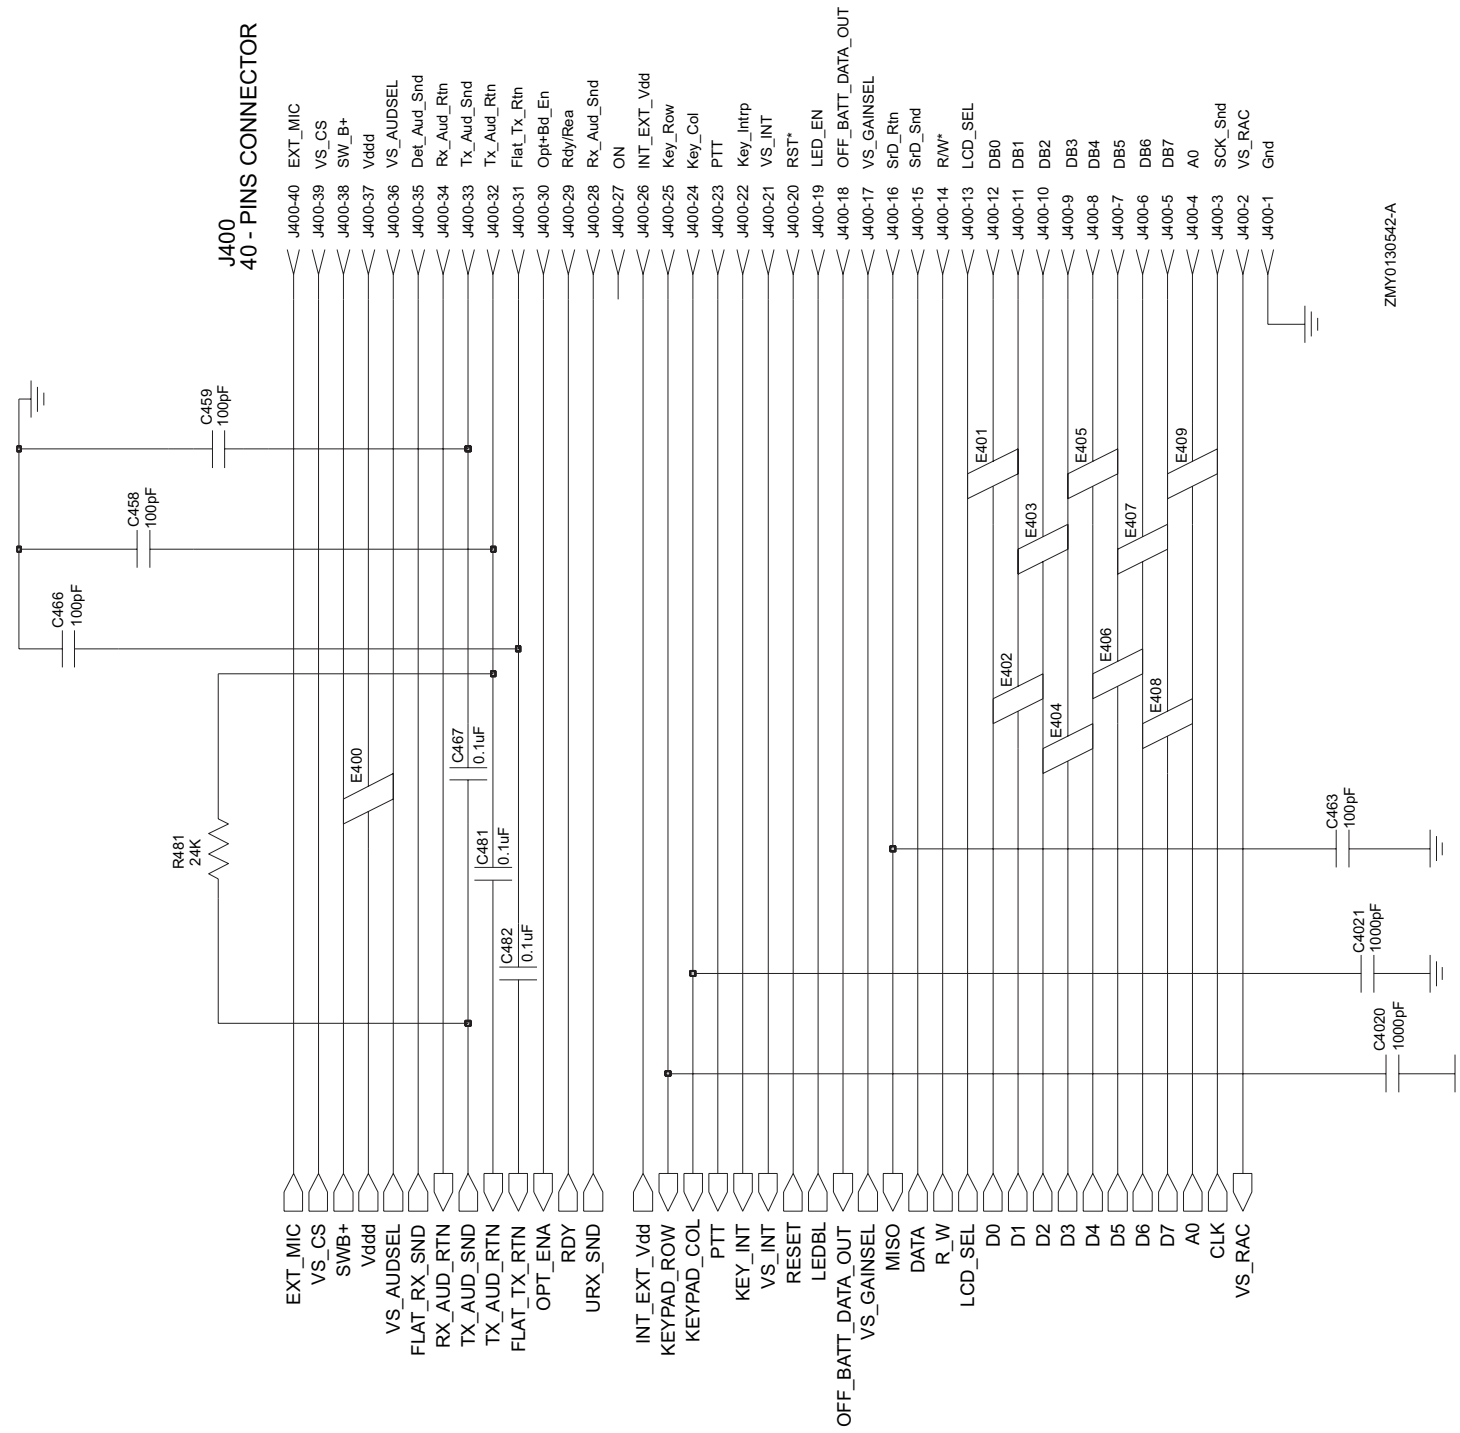 J400
40 - PINS CONNECTOR
J400-40 EXT_MIC
J400-39 VS_CS
J400-38 SW_B+
J400-37 Vddd
J400-36 VS_AUDSEL
J400-35 Det_Aud_Snd
J400-34 Rx_Aud_Rtn
J400-33 Tx_Aud_Snd
J400-32 Tx_Aud_Rtn
J400-31 Flat_Tx_Rtn
J400-30 Opt+Bd_En
J400-29 Rdy/Rea
J400-28 Rx_Aud_Snd
J400-27 ON
J400-26 INT_EXT_Vdd
J400-25 Key_Row
J400-24 Key_Col
J400-23 PTT
J400-22 Key_Intrp
J400-21 VS_INT
J400-20 RST*
J400-19 LED_EN
J400-18 OFF_BATT_DATA_OUT
J400-17 VS_GAINSEL
J400-16 SrD_Rtn
J400-15 SrD_Snd
J400-14 R/W*
J400-13 LCD_SEL
J400-12 DB0
J400-11 DB1
J400-10 DB2
J400-9 DB3
J400-8 DB4
J400-7 DB5
J400-6 DB6
J400-5 DB7
J400-4 A0
J400-3 SCK_Snd
J400-2 VS_RAC
J400-1 Gnd
ZMY0130542-A
C459
100pF
C458
100pF
C466
100pF
R481
24K
E400
C467
0.1uF
C481
0.1uF
C482
0.1uF
E401
E405
E409
E403
E407
E402
E406
E404
E408
C463
100pF
C4021
1000pF
C4020
1000pF
EXT_MIC
VS_CS
SWB+
Vddd
VS_AUDSEL
FLAT_RX_SND
RX_AUD_RTN
TX_AUD_SND
TX_AUD_RTN
FLAT_TX_RTN
OPT_ENA
RDY
URX_SND
INT_EXT_Vdd
KEYPAD_ROW
KEYPAD_COL
PTT
KEY_INT
VS_INT
RESET
LEDBL
OFF_BATT_DATA_OUT
VS_GAINSEL
MISO
DATA
R_W
LCD_SEL
D0
D1
D2
D3
D4
D5
D6
D7
A0
CLK
VS_RAC